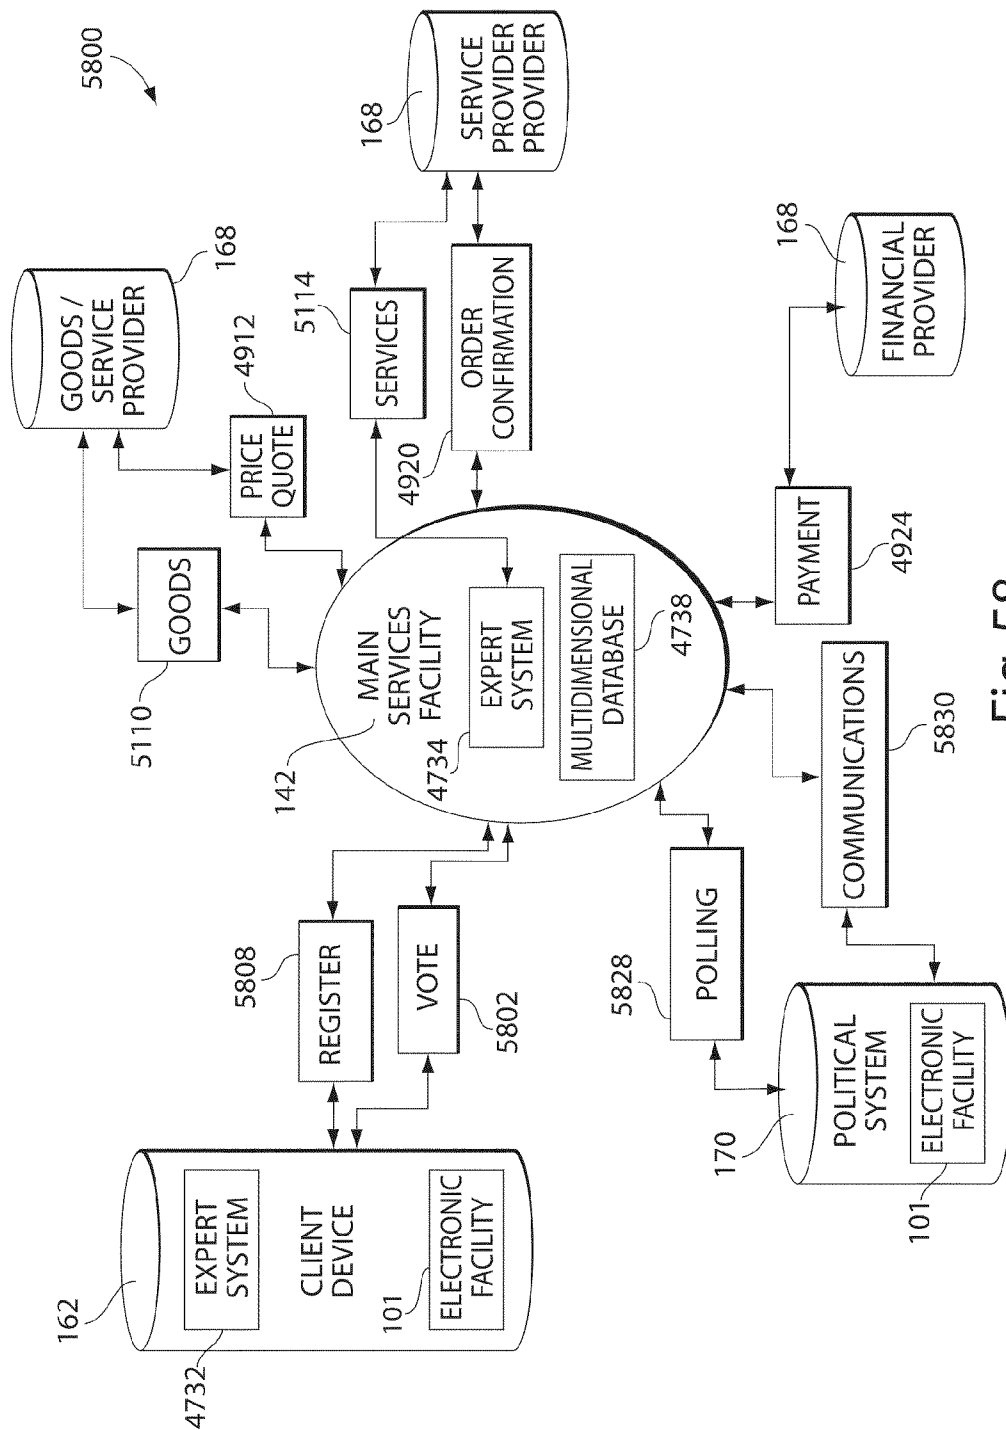 5800
162
EXPERT
SYSTEM
4732
CLIENT
DEVICE
101
ELECTRONIC
FACILITY
5808
REGISTER
VOTE
5802
5110
GOODS
GOODS /
SERVICE
PROVIDER
168
4912
PRICE
QUOTE
142
MAIN
SERVICES
FACILITY
4734
EXPERT
SYSTEM
MULTIDIMENSIONAL
DATABASE
4738
5114
SERVICES
4920
ORDER
CONFIRMATION
168
SERVICE
PROVIDER
PROVIDER
5828
POLLING
170
POLITICAL
SYSTEM
101
ELECTRONIC
FACILITY
COMMUNICATIONS
5830
PAYMENT
4924
168
FINANCIAL
PROVIDER
Fig. 58